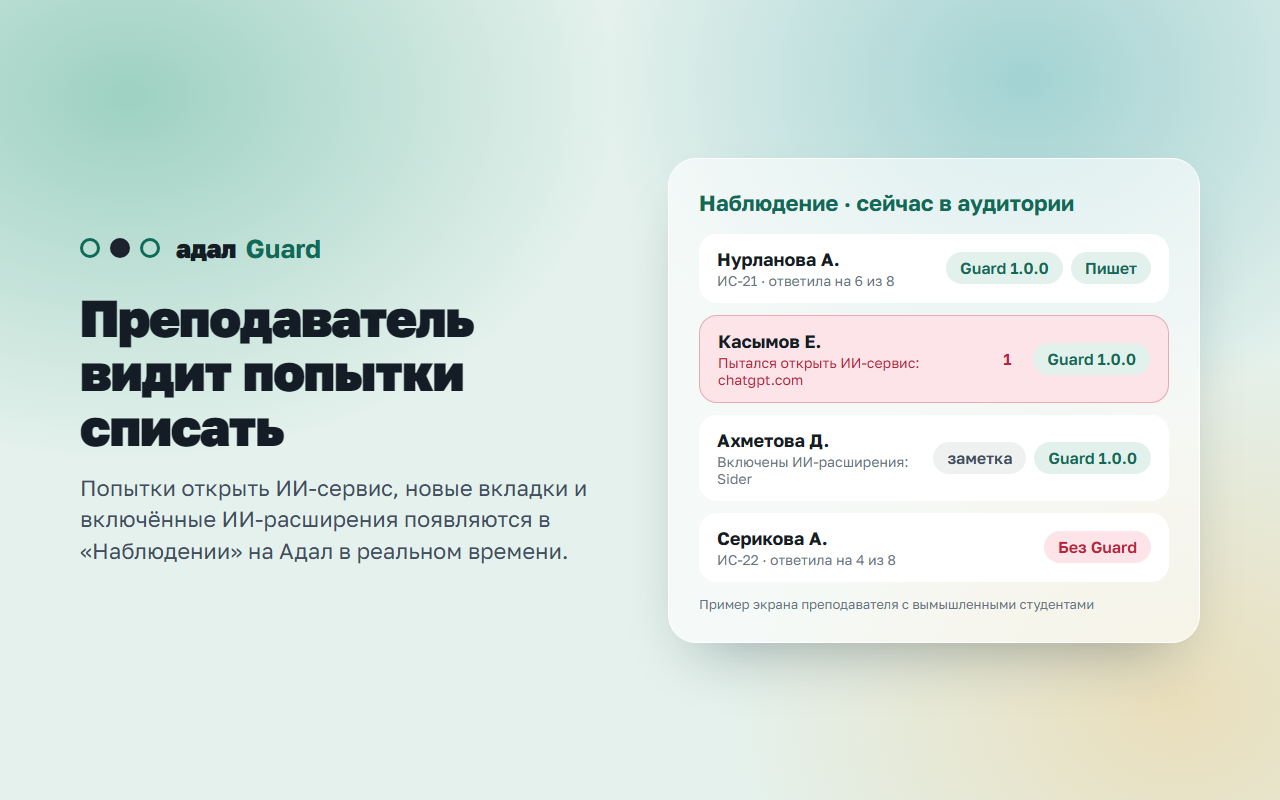 адал Guard
Преподаватель
видит попытки
списать
Попытки открыть ИИ-сервис, новые вкладки и
включённые ИИ-расширения появляются в
«Наблюдении» на Адал в реальном времени.
Наблюдение · сейчас в аудитории
Нурланова А.
ИС-21 · ответила на 6 из 8
Guard 1.0.0
Пишет
Касымов Е.
Пытался открыть ИИ-сервис:
chatgpt.com
1
Guard 1.0.0
Ахметова Д.
Включены ИИ-расширения:
Sider
заметка
Guard 1.0.0
Серикова А.
ИС-22 · ответила на 4 из 8
Без Guard
Пример экрана преподавателя с вымышленными студентами